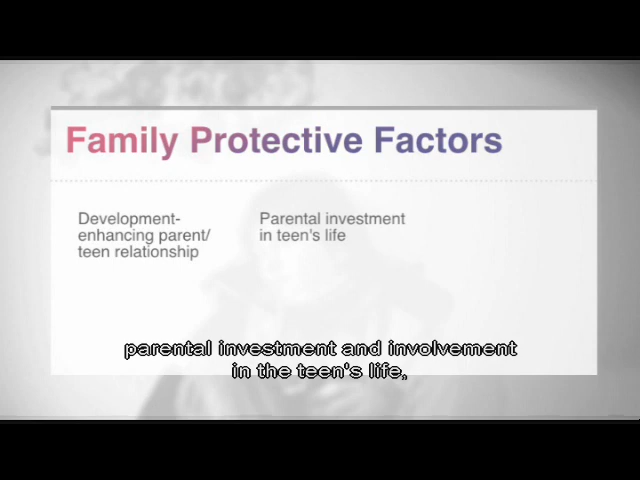 Family Protective Factors
Development-
enhancing parent/
teen relationship
Parental investment
in teen's life
parental investment and involvement
in the teen's life,